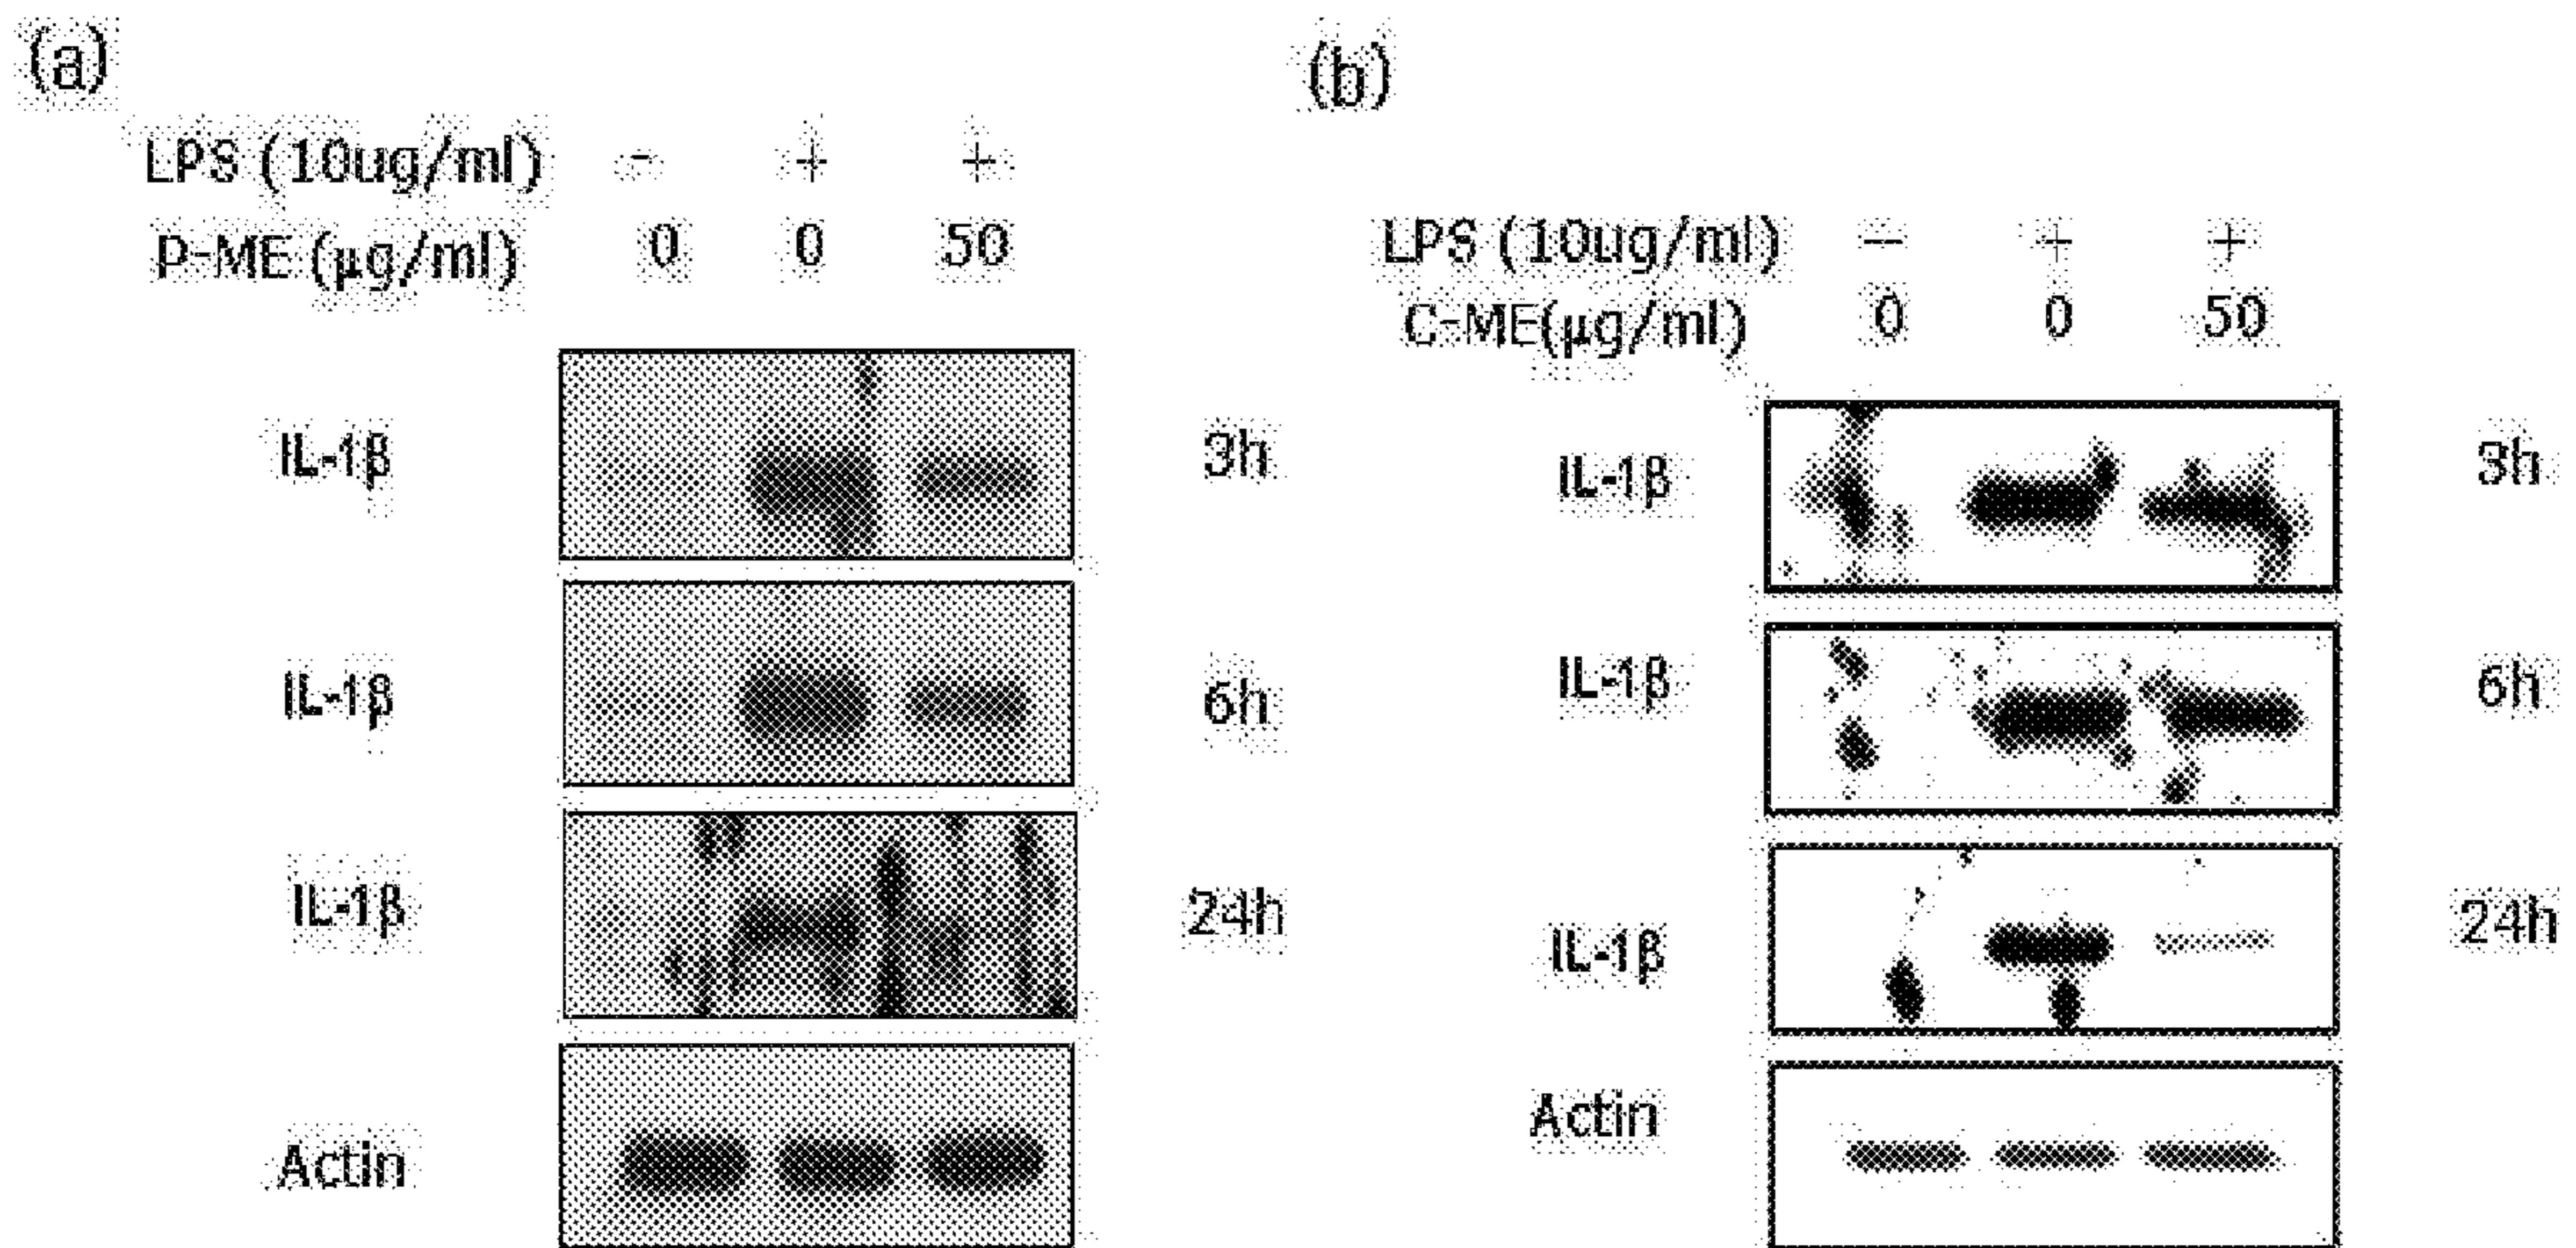 (a)
LPS (10ug/ml) - + +
P-ME (μg/ml) 0 0 50
IL-1β 3h
IL-1β 6h
IL-1β 24h
Actin
(b)
LPS (10ug/ml) − + +
C-ME(μg/ml) 0 0 50
IL-1β 3h
IL-1β 6h
IL-1β 24h
Actin